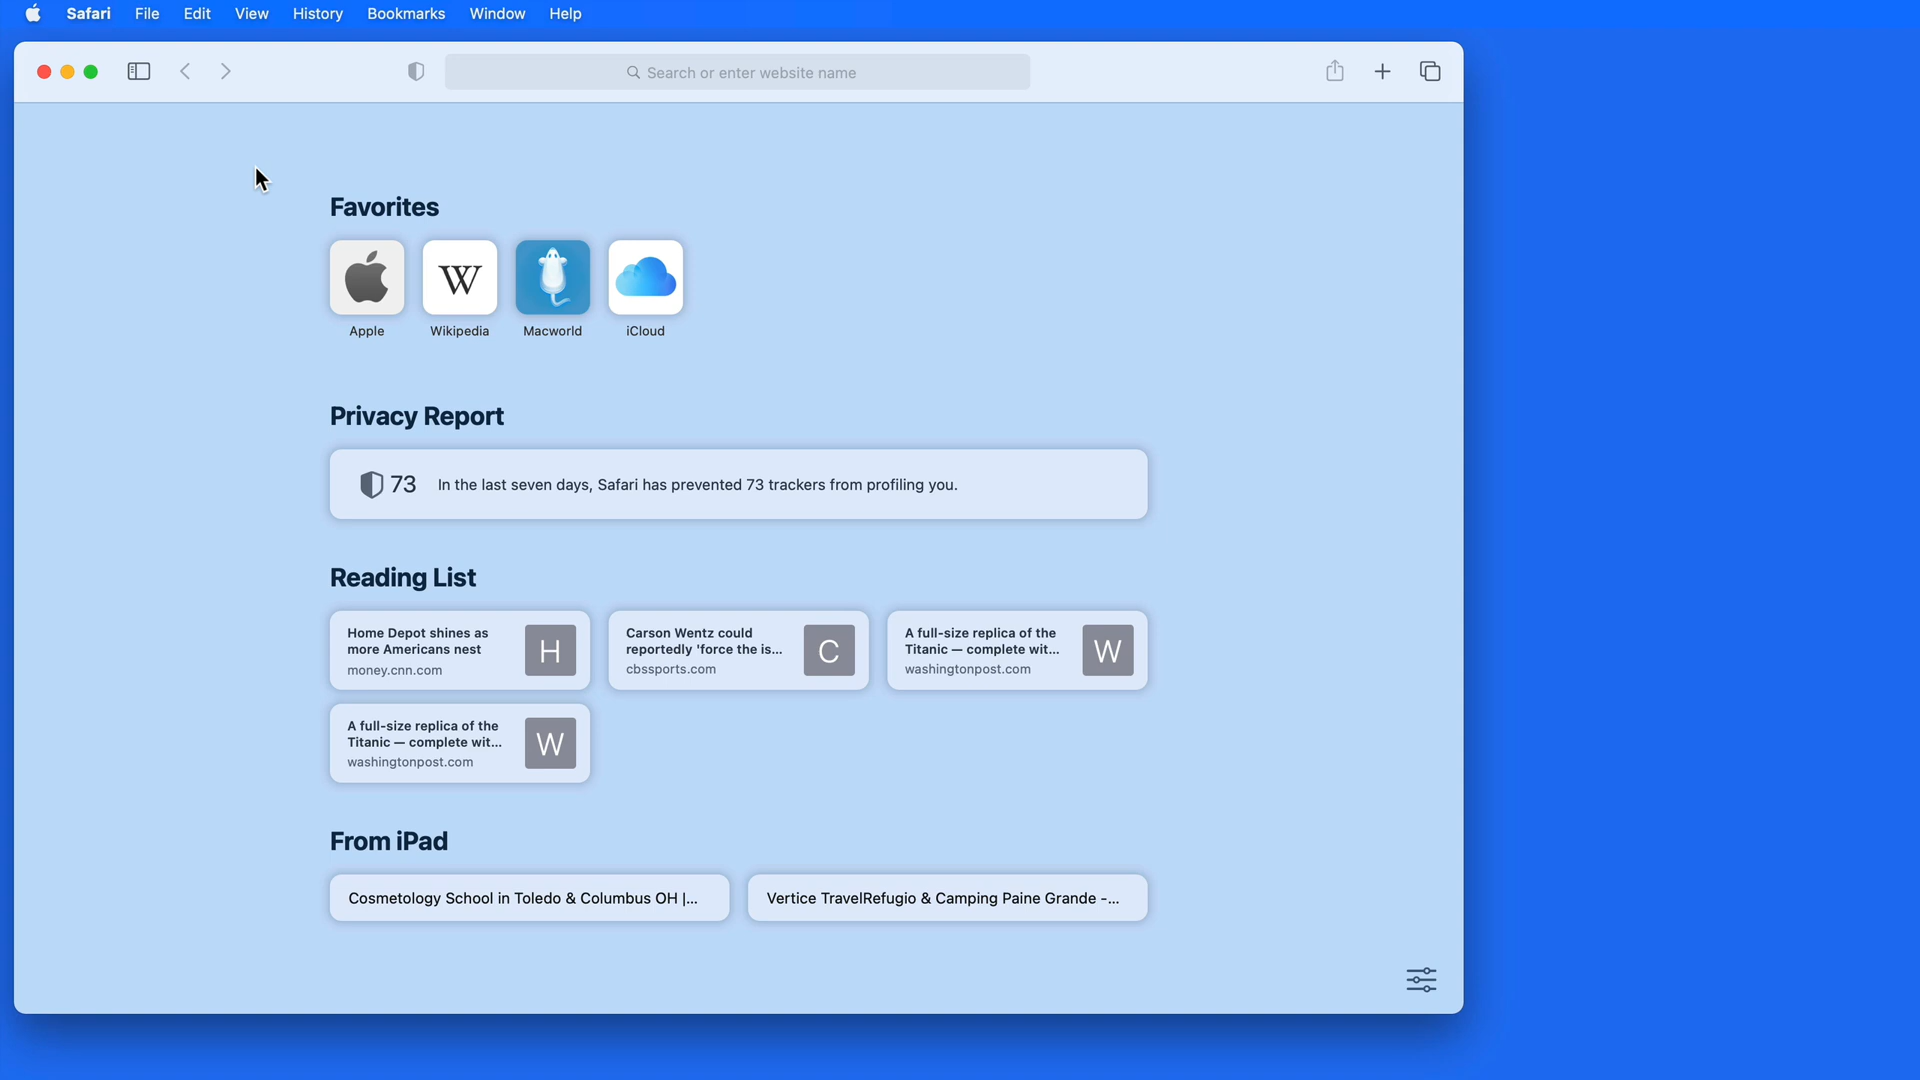 Safari File Edit View History Bookmarks Window Help
Search or enter website name
Favorites
W
Apple Wikipedia Macworld iCloud
Privacy Report
73 In the last seven days, Safari has prevented 73 trackers from profiling you.
Reading List
Home Depot shines as
more Americans nest
money.cnn.com
H
Carson Wentz could
reportedly 'force the is...
cbssports.com
C
A full-size replica of the
Titanic — complete wit...
washingtonpost.com
W
A full-size replica of the
Titanic — complete wit...
washingtonpost.com
W
From iPad
Cosmetology School in Toledo & Columbus OH |...
Vertice TravelRefugio & Camping Paine Grande -...